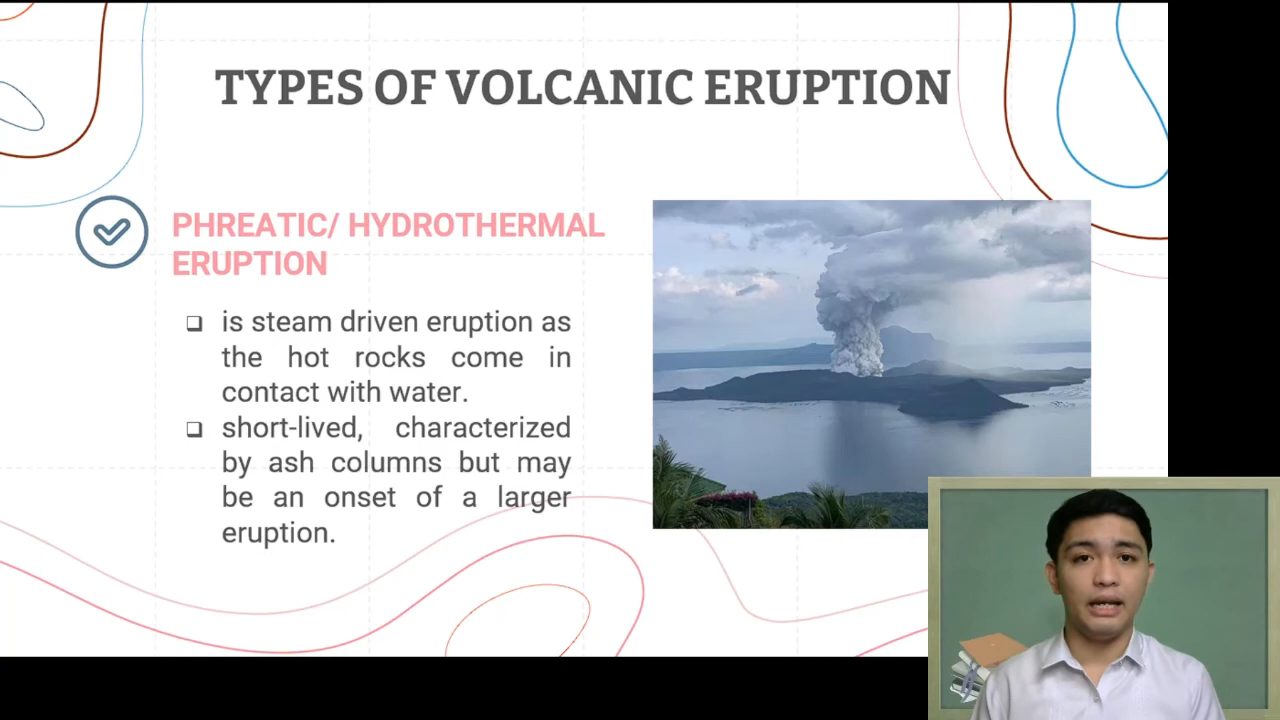 TYPES OF VOLCANIC ERUPTION
PHREATIC/ HYDROTHERMAL
ERUPTION
is steam driven eruption as
the hot rocks come in
contact with water.
short-lived, characterized
by ash columns but may
be an onset of a larger
eruption.